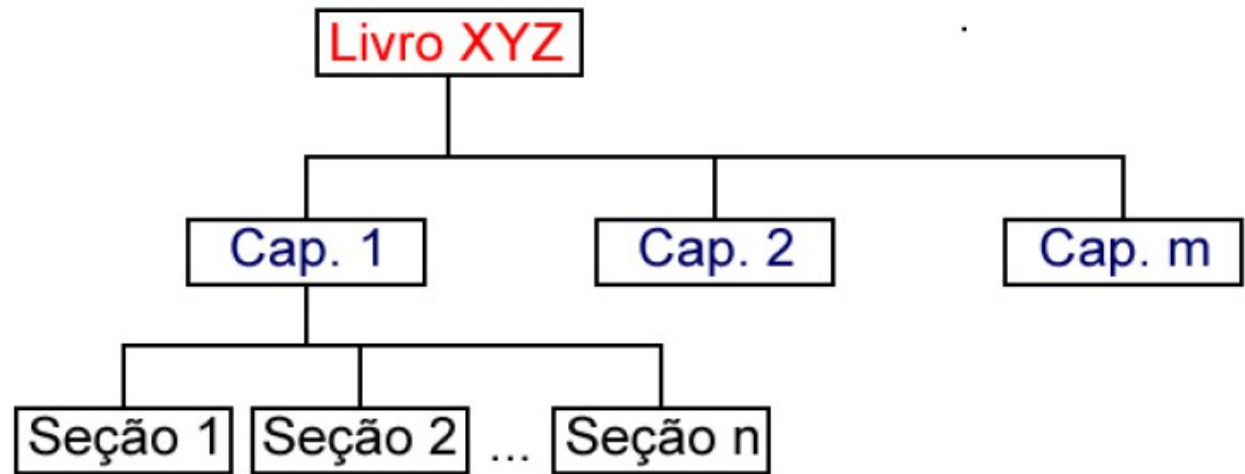 Livro XYZ
Cap. 1 Cap. 2 Cap. m
Seção 1 Seção 2 ... Seção n